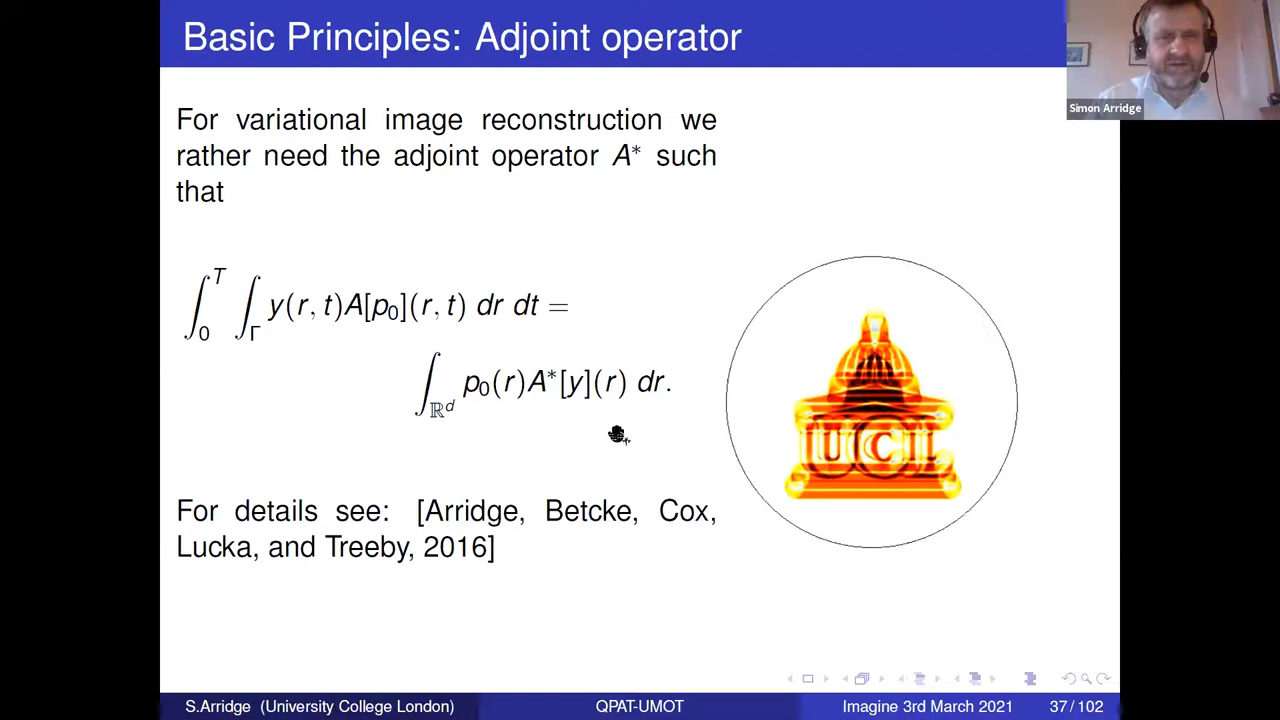 Basic Principles: Adjoint operator
Simon Arridge
For variational image reconstruction we
rather need the adjoint operator A* such
that
∫₀ᵀ ∫_Γ y(r, t)A[p₀](r, t) dr dt =
∫_ℝᵈ p₀(r)A*[y](r) dr.
UCL
For details see: [Arridge, Betcke, Cox,
Lucka, and Treeby, 2016]
S.Arridge (University College London) QPAT-UMOT Imagine 3rd March 2021 37 / 102